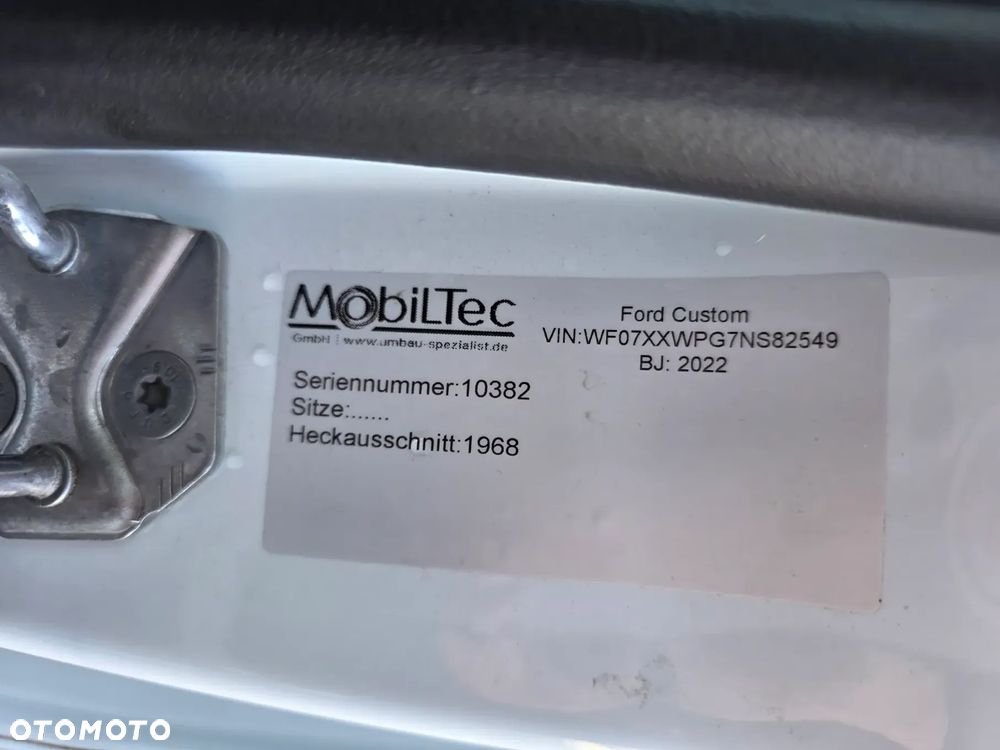 MobilTec
GmbH | www.umbau-spezialist.de
Ford Custom
VIN:WF07XXWPG7NS82549
BJ: 2022
Seriennummer:10382
Sitze:......
Heckausschnitt:1968
OTOMOTO